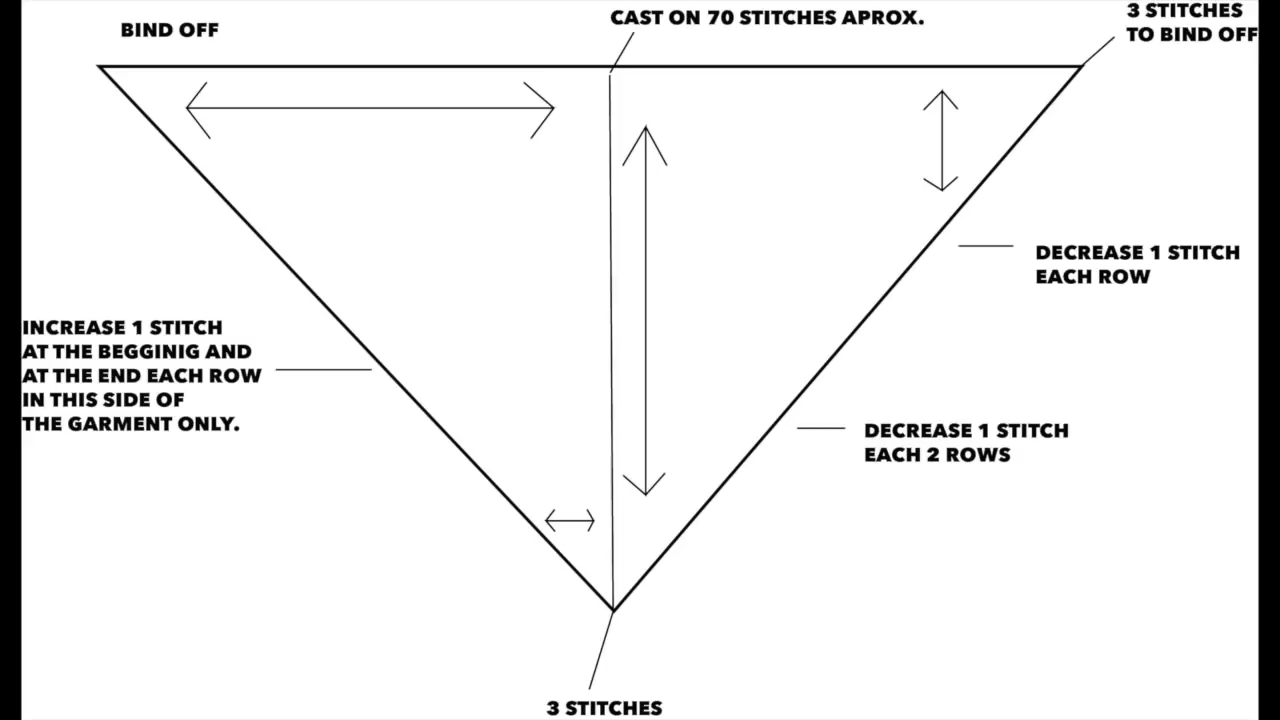 BIND OFF
CAST ON 70 STITCHES APROX.
3 STITCHES
TO BIND OFF
DECREASE 1 STITCH
EACH ROW
INCREASE 1 STITCH
AT THE BEGGINIG AND
AT THE END EACH ROW
IN THIS SIDE OF
THE GARMENT ONLY.
DECREASE 1 STITCH
EACH 2 ROWS
3 STITCHES